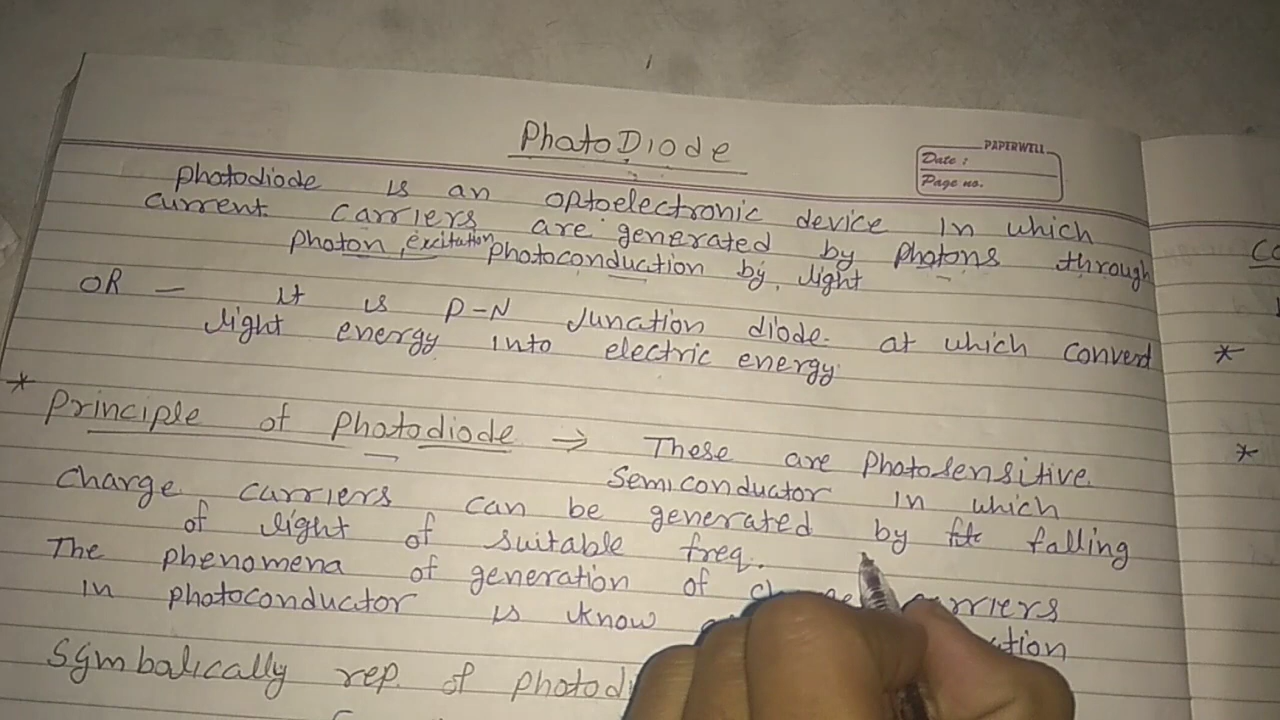 PhatoDiode
PAPERWELL
Date :
Page no.
photodiode is an optoelectronic device in which
current carriers are generated by photons through
photon excitation photoconduction by light
OR — it is P-N Junction diode. at which convert
light energy into electric energy
* Principle of Photodiode → These are Photosensitive
Semiconductor in which
Charge carriers can be generated by falling
of light of suitable freq.
The phenomena of generation of carriers
in photoconductor is know
Symbalically rep. of
*
*